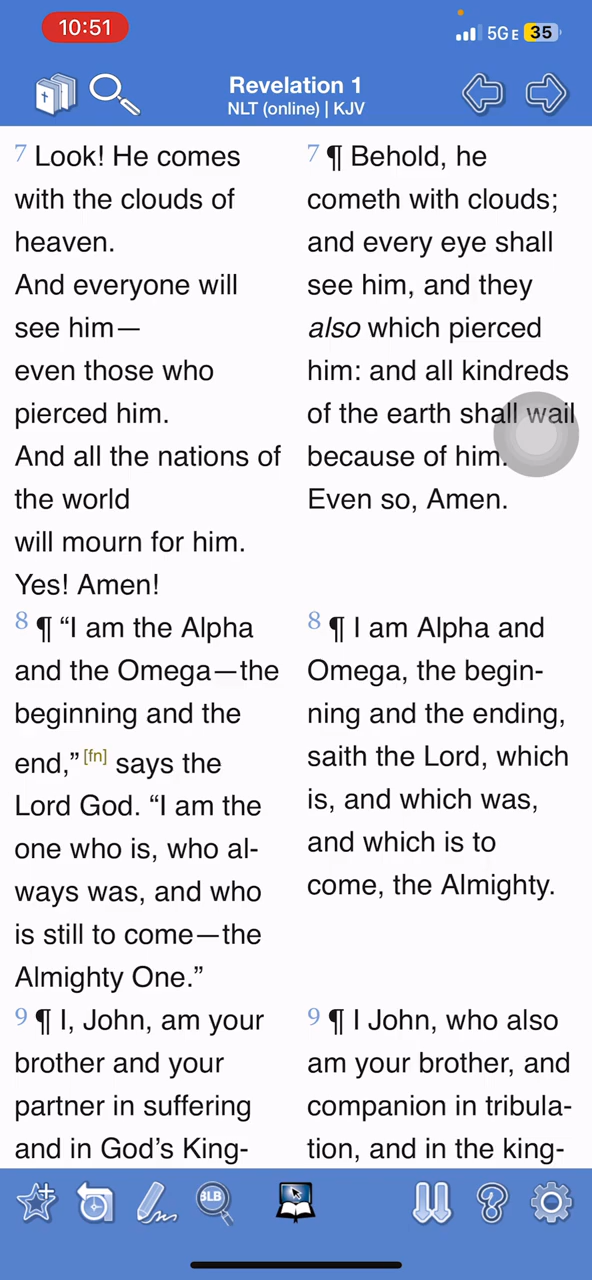 10:51
5GE 35
Revelation 1
NLT (online) | KJV
7 Look! He comes
with the clouds of
heaven.
And everyone will
see him—
even those who
pierced him.
And all the nations of
the world
will mourn for him.
Yes! Amen!
8 ¶ “I am the Alpha
and the Omega—the
beginning and the
end,” [fn] says the
Lord God. “I am the
one who is, who al-
ways was, and who
is still to come—the
Almighty One.”
9 ¶ I, John, am your
brother and your
partner in suffering
and in God’s King-
7 ¶ Behold, he
cometh with clouds;
and every eye shall
see him, and they
also which pierced
him: and all kindreds
of the earth shall wail
because of him.
Even so, Amen.
8 ¶ I am Alpha and
Omega, the begin-
ning and the ending,
saith the Lord, which
is, and which was,
and which is to
come, the Almighty.
9 ¶ I John, who also
am your brother, and
companion in tribula-
tion, and in the king-
BLB